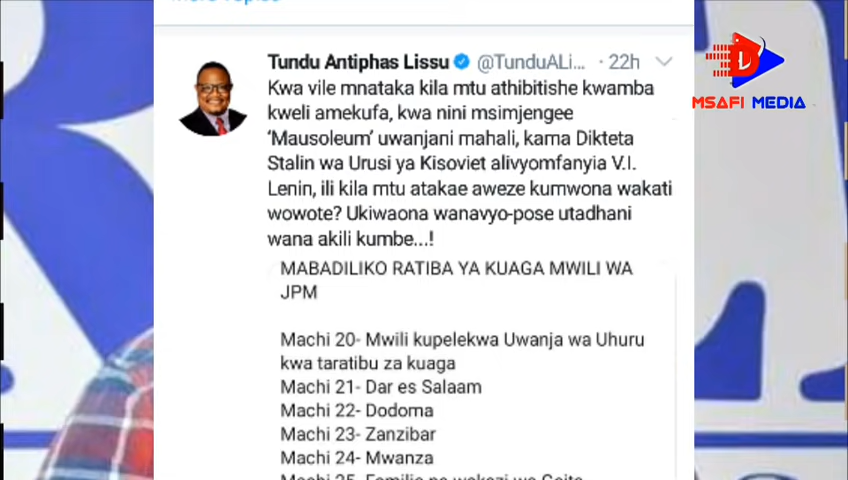 Tundu Antiphas Lissu @TunduALi... · 22h
Kwa vile mnataka kila mtu athibitishe kwamba
kweli amekufa, kwa nini msimjengee
‘Mausoleum’ uwanjani mahali, kama Dikteta
Stalin wa Urusi ya Kisoviet alivyomfanyia V.I.
Lenin, ili kila mtu atakae aweze kumwona wakati
wowote? Ukiwaona wanavyo-pose utadhani
wana akili kumbe...!
MABADILIKO RATIBA YA KUAGA MWILI WA
JPM
Machi 20- Mwili kupelekwa Uwanja wa Uhuru
kwa taratibu za kuaga
Machi 21- Dar es Salaam
Machi 22- Dodoma
Machi 23- Zanzibar
Machi 24- Mwanza
MSAFI MEDIA